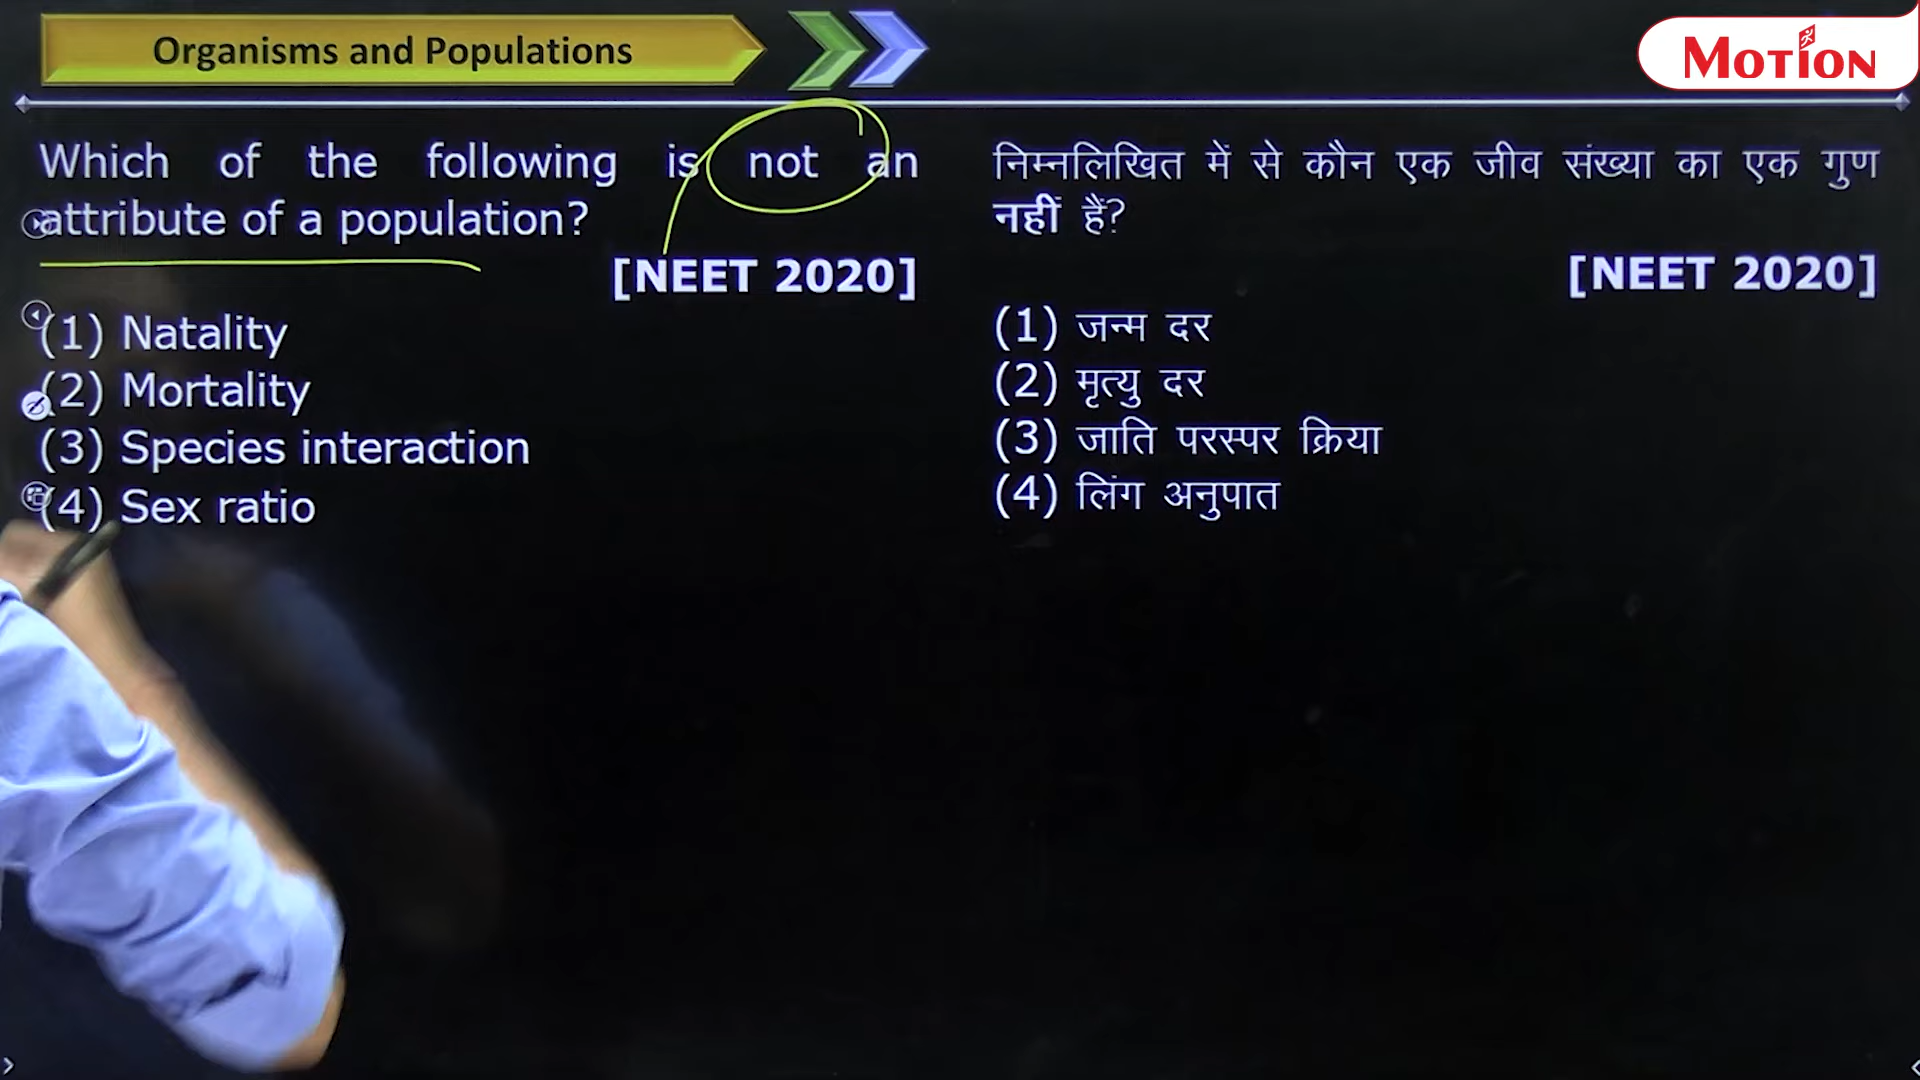 Organisms and Populations
MOTION
Which of the following is not an
attribute of a population?
[NEET 2020]
(1) Natality
(2) Mortality
(3) Species interaction
(4) Sex ratio
निम्नलिखित में से कौन एक जीव संख्या का एक गुण
नहीं हैं?
[NEET 2020]
(1) जन्म दर
(2) मृत्यु दर
(3) जाति परस्पर क्रिया
(4) लिंग अनुपात